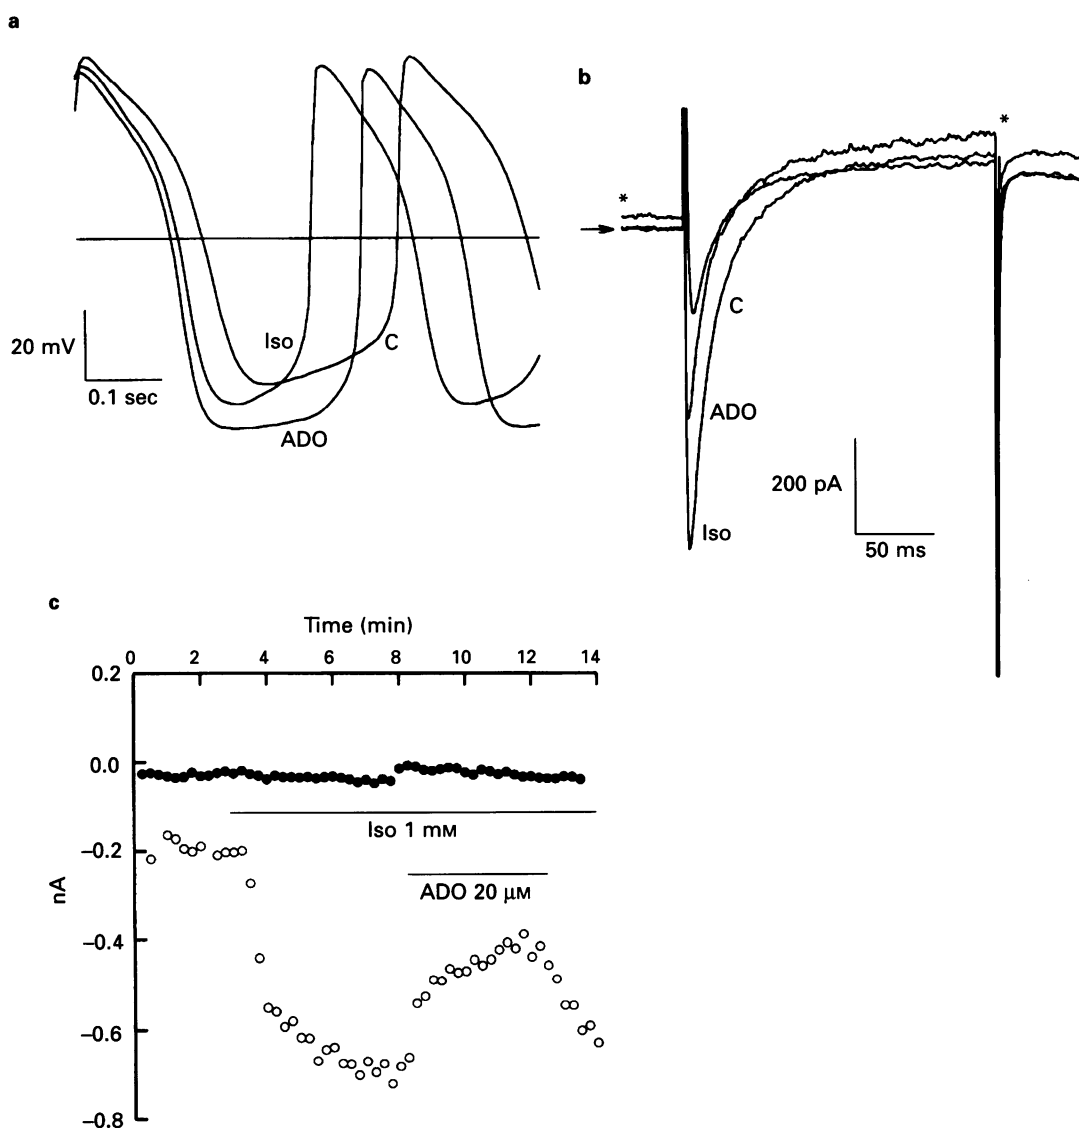 a
Iso
C
20 mV
0.1 sec
ADO
b
*
*
C
ADO
200 pA
Iso
50 ms
c
Time (min)
0 2 4 6 8 10 12 14
0.2
0.0
Iso 1 mM
−0.2
ADO 20 μM
nA
−0.4
−0.6
−0.8